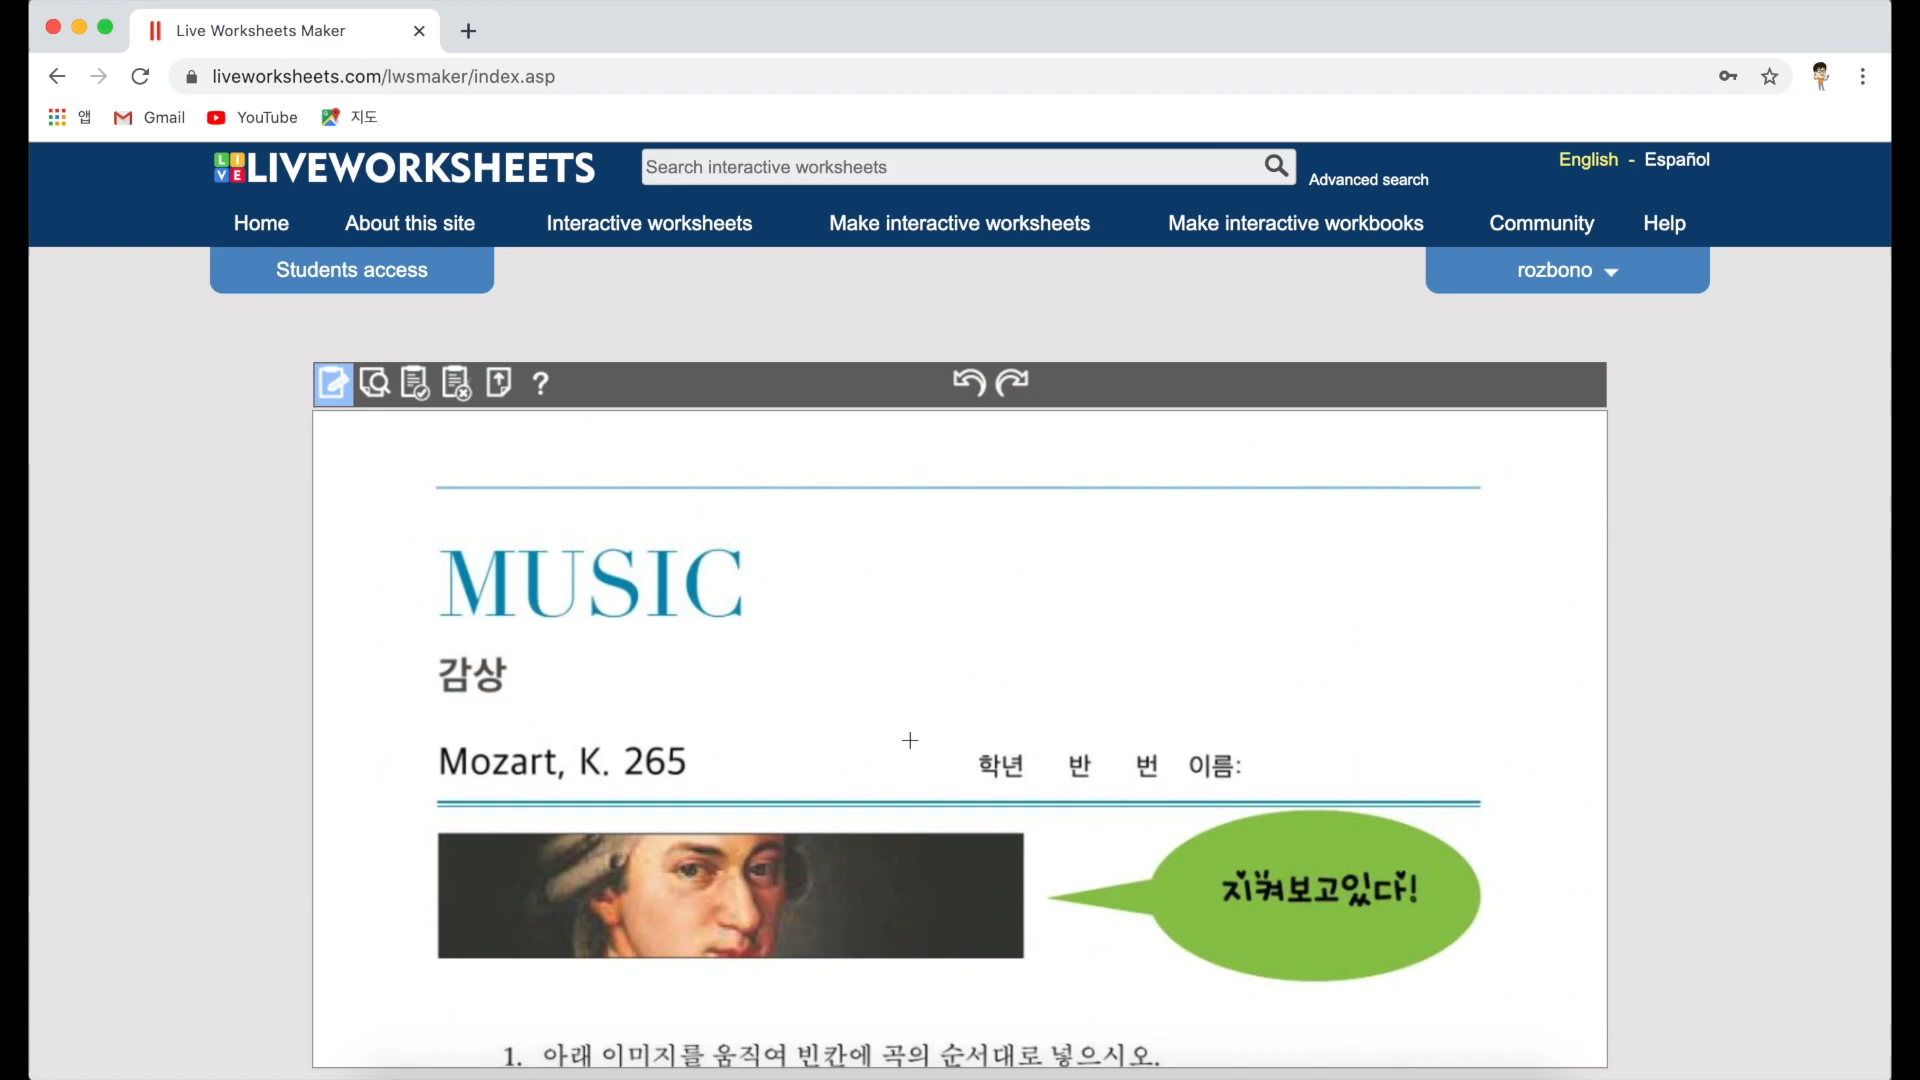 Live Worksheets Maker
liveworksheets.com/lwsmaker/index.asp
앱 Gmail YouTube 지도
LIVE LIVEWORKSHEETS
Search interactive worksheets
Advanced search
English - Español
Home About this site Interactive worksheets Make interactive worksheets Make interactive workbooks Community Help
Students access
rozbono
?
MUSIC
감상
Mozart, K. 265
학년 반 번 이름:
지켜보고있다!
1. 아래 이미지를 움직여 빈칸에 곡의 순서대로 넣으시오.